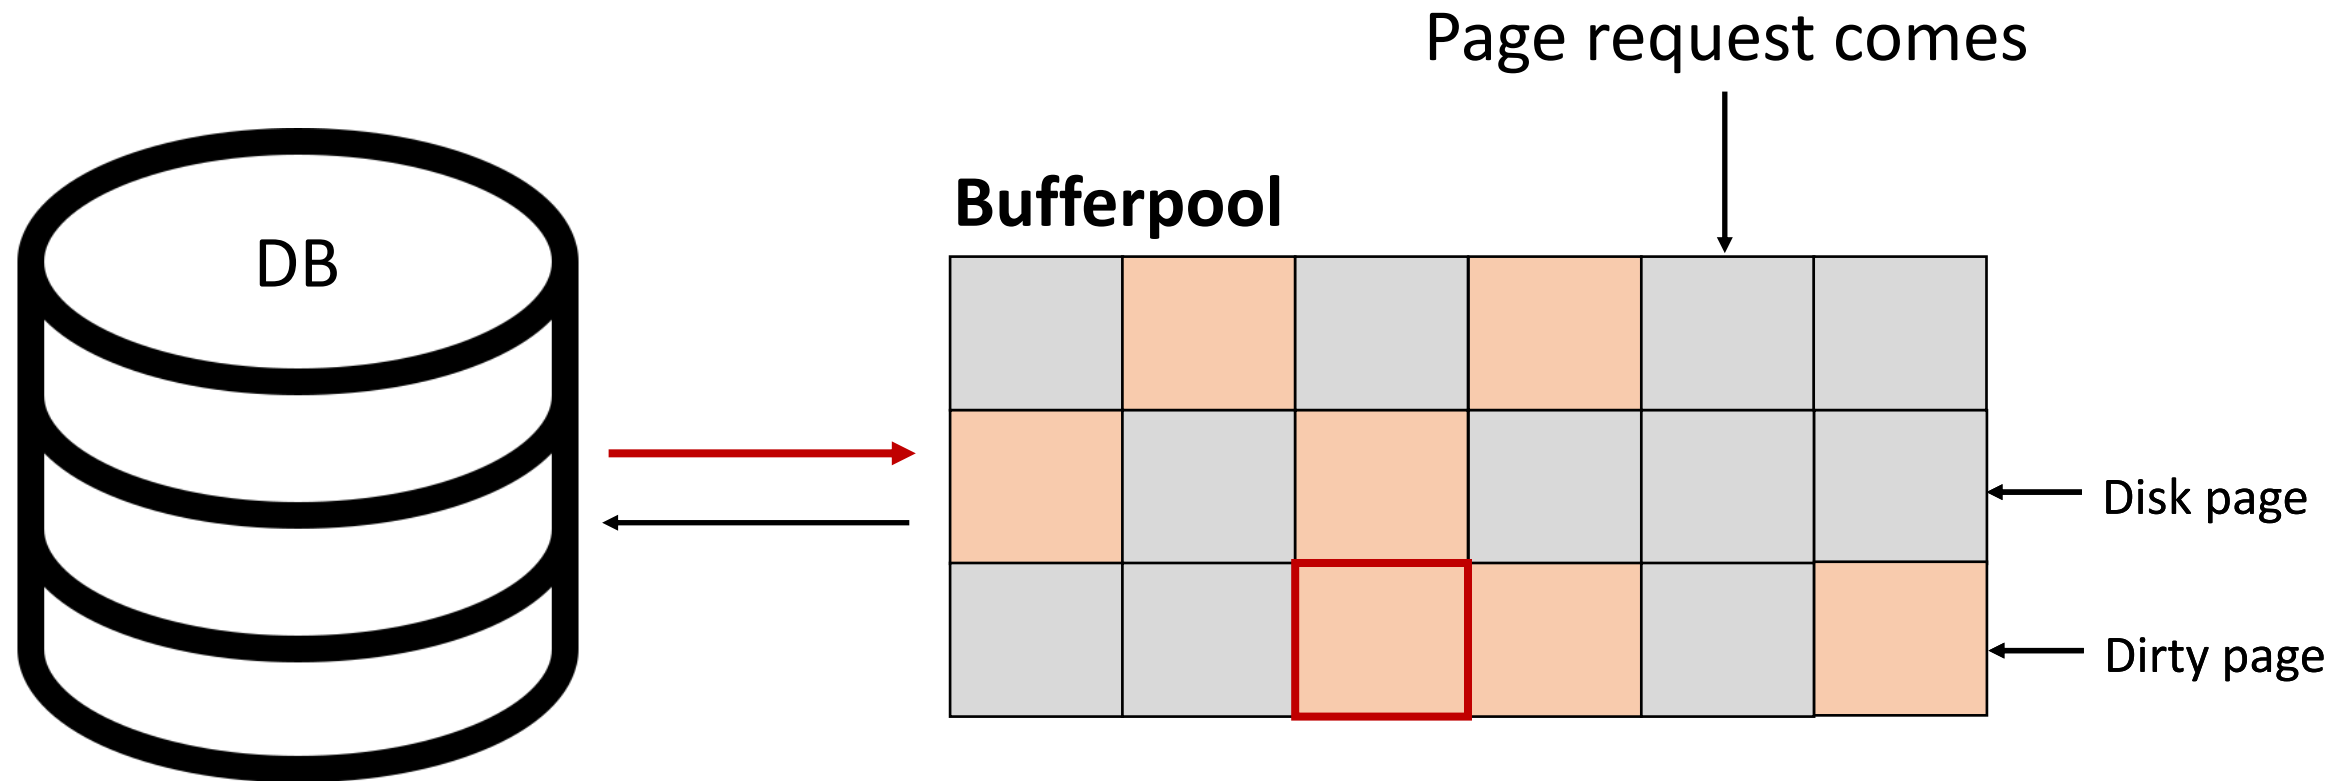 Page request comes
Bufferpool
DB
Disk page
Dirty page